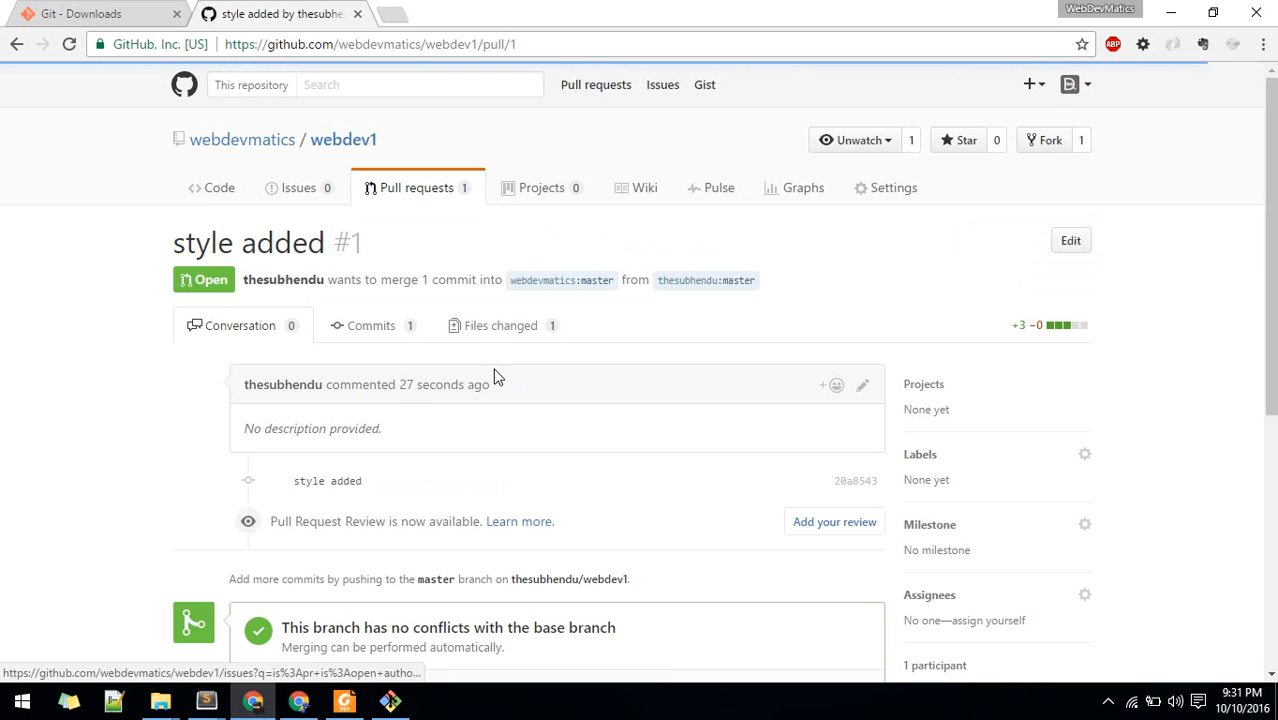 Git - Downloads
style added by thesubhe
WebDevMatics
GitHub, Inc. [US]
https://github.com/webdevmatics/webdev1/pull/1
ABP
This repository
Search
Pull requests
Issues
Gist
webdevmatics / webdev1
Unwatch 1
Star 0
Fork 1
Code
Issues 0
Pull requests 1
Projects 0
Wiki
Pulse
Graphs
Settings
style added #1
Edit
Open
thesubhendu wants to merge 1 commit into webdevmatics:master from thesubhendu:master
Conversation 0
Commits 1
Files changed 1
+3 −0
thesubhendu commented 27 seconds ago
No description provided.
style added
20a8543
Pull Request Review is now available. Learn more.
Add your review
Add more commits by pushing to the master branch on thesubhendu/webdev1.
This branch has no conflicts with the base branch
Merging can be performed automatically.
Projects
None yet
Labels
None yet
Milestone
No milestone
Assignees
No one—assign yourself
1 participant
https://github.com/webdevmatics/webdev1/issues?q=is%3Apr+is%3Aopen+autho...
9:31 PM
10/10/2016